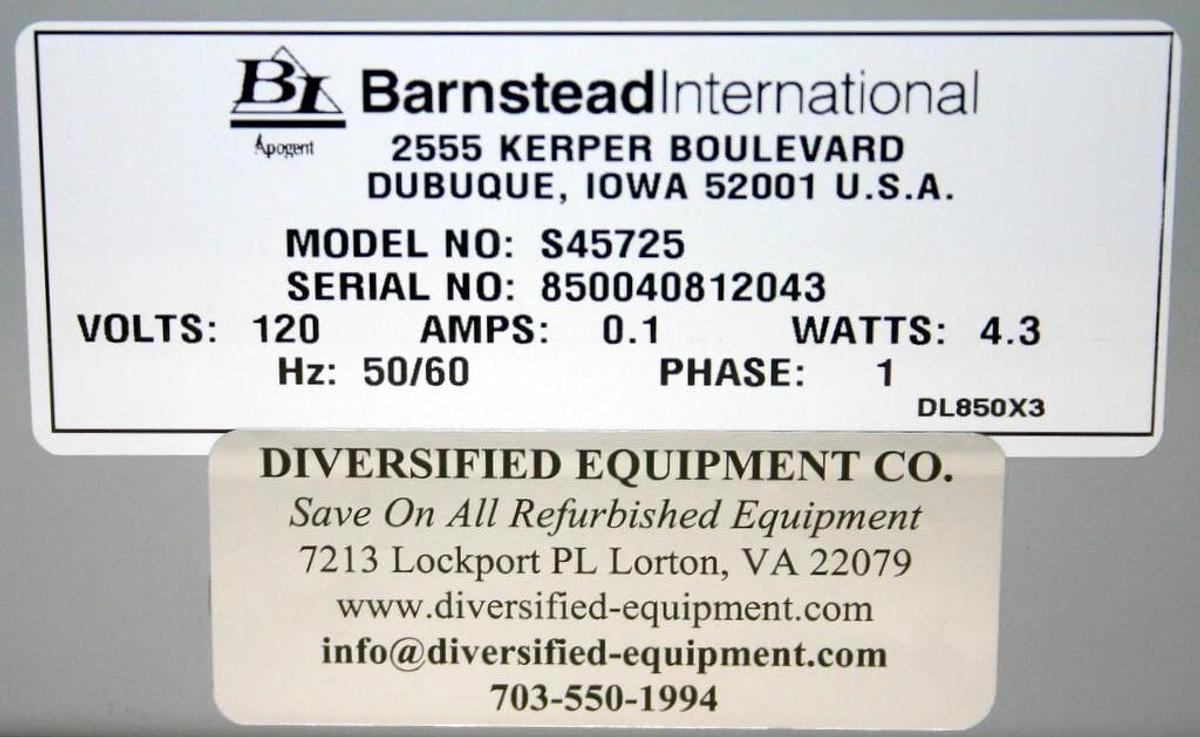 BI BarnsteadInternational
Apogent
2555 KERPER BOULEVARD
DUBUQUE, IOWA 52001 U.S.A.
MODEL NO: S45725
SERIAL NO: 850040812043
VOLTS: 120 AMPS: 0.1 WATTS: 4.3
Hz: 50/60 PHASE: 1
DL850X3
DIVERSIFIED EQUIPMENT CO.
Save On All Refurbished Equipment
7213 Lockport PL Lorton, VA 22079
www.diversified-equipment.com
info@diversified-equipment.com
703-550-1994